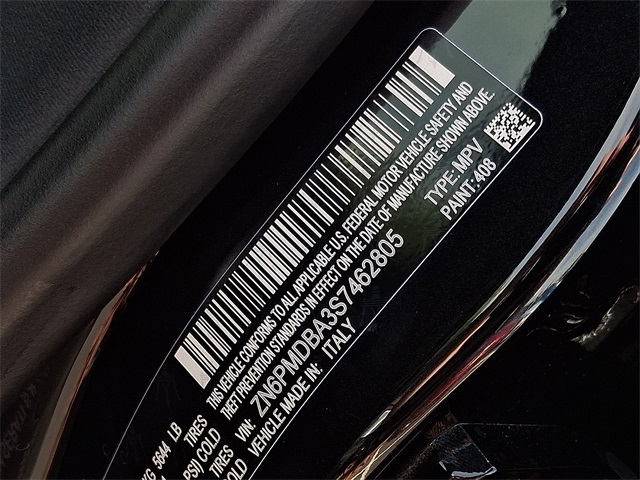 THIS VEHICLE CONFORMS TO ALL APPLICABLE U.S. FEDERAL MOTOR VEHICLE SAFETY AND
THEFT PREVENTION STANDARDS IN EFFECT ON THE DATE OF MANUFACTURE SHOWN ABOVE.
VIN: ZN6PMDBA3S7462805 TYPE: MPV
VEHICLE MADE IN: ITALY PAINT: 408
KG 5644 LB
TIRES
PSI) COLD
TIRES
COLD